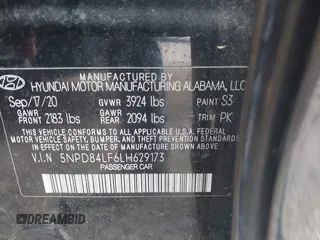 HYUNDAI MOTOR MANUFACTURING ALABAMA, LLC
Sep/17/20 GVWR 3924 lbs PAINT S3
GAWR FRONT 2183 lbs GAWR REAR 2094 lbs TRIM PK
THIS VEHICLE CONFORMS TO ALL APPLICABLE U.S. FEDERAL
MOTOR VEHICLE SAFETY, BUMPER, AND THEFT PREVENTION
STANDARDS IN EFFECT ON THE DATE OF MANUFACTURE
SHOWN ABOVE.
V.I.N 5NPD84LF6LH629173
PASSENGER CAR
DREAMBID